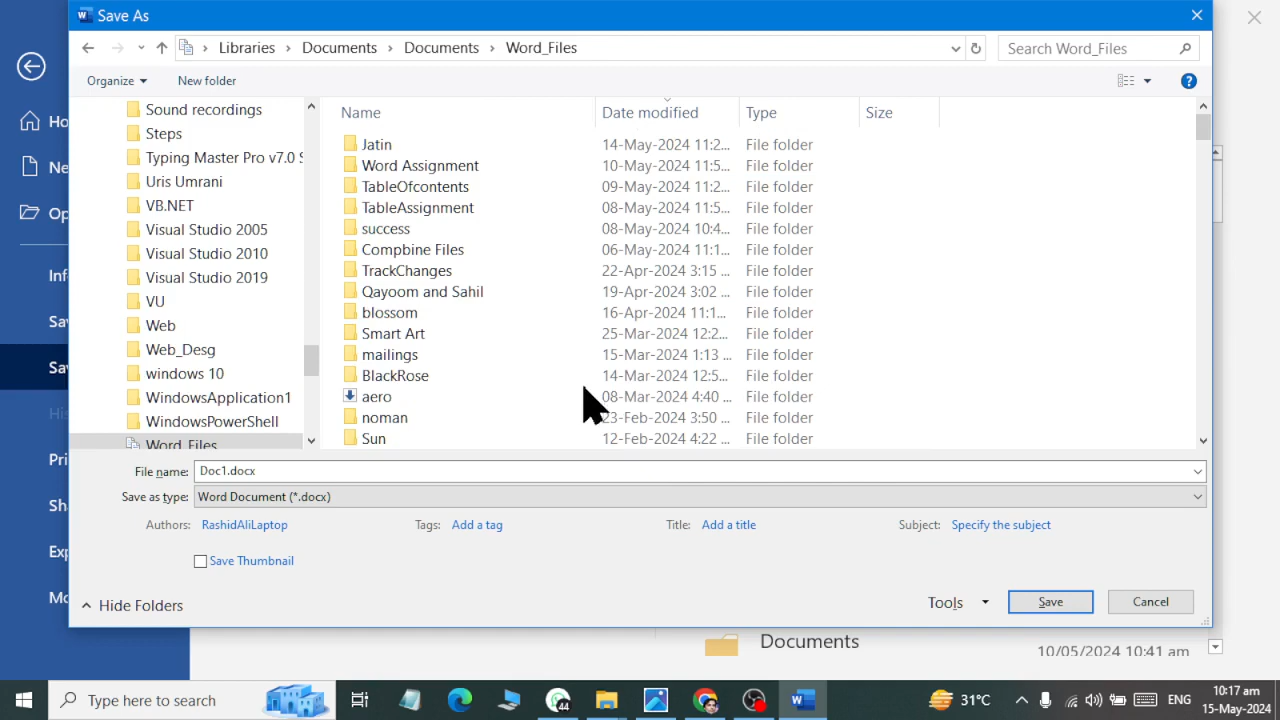 Save As
Libraries > Documents > Documents > Word_Files
Search Word_Files
Organize
New folder
Sound recordings
Steps
Typing Master Pro v7.0
Uris Umrani
VB.NET
Visual Studio 2005
Visual Studio 2010
Visual Studio 2019
VU
Web
Web_Desg
windows 10
WindowsApplication1
WindowsPowerShell
Word_Files
Name Date modified Type Size
Jatin 14-May-2024 11:2... File folder
Word Assignment 10-May-2024 11:5... File folder
TableOfcontents 09-May-2024 11:2... File folder
TableAssignment 08-May-2024 11:5... File folder
success 08-May-2024 10:4... File folder
Compbine Files 06-May-2024 11:1... File folder
TrackChanges 22-Apr-2024 3:15 ... File folder
Qayoom and Sahil 19-Apr-2024 3:02 ... File folder
blossom 16-Apr-2024 11:1... File folder
Smart Art 25-Mar-2024 12:2... File folder
mailings 15-Mar-2024 1:13 ... File folder
BlackRose 14-Mar-2024 12:5... File folder
aero 08-Mar-2024 4:40 ... File folder
noman 23-Feb-2024 3:50 ... File folder
Sun 12-Feb-2024 4:22 ... File folder
File name: Doc1.docx
Save as type: Word Document (*.docx)
Authors: RashidAliLaptop Tags: Add a tag Title: Add a title Subject: Specify the subject
Save Thumbnail
Hide Folders
Tools
Save
Cancel
Documents
10/05/2024 10:41 am
Type here to search
44
31°C
ENG
10:17 am
15-May-2024